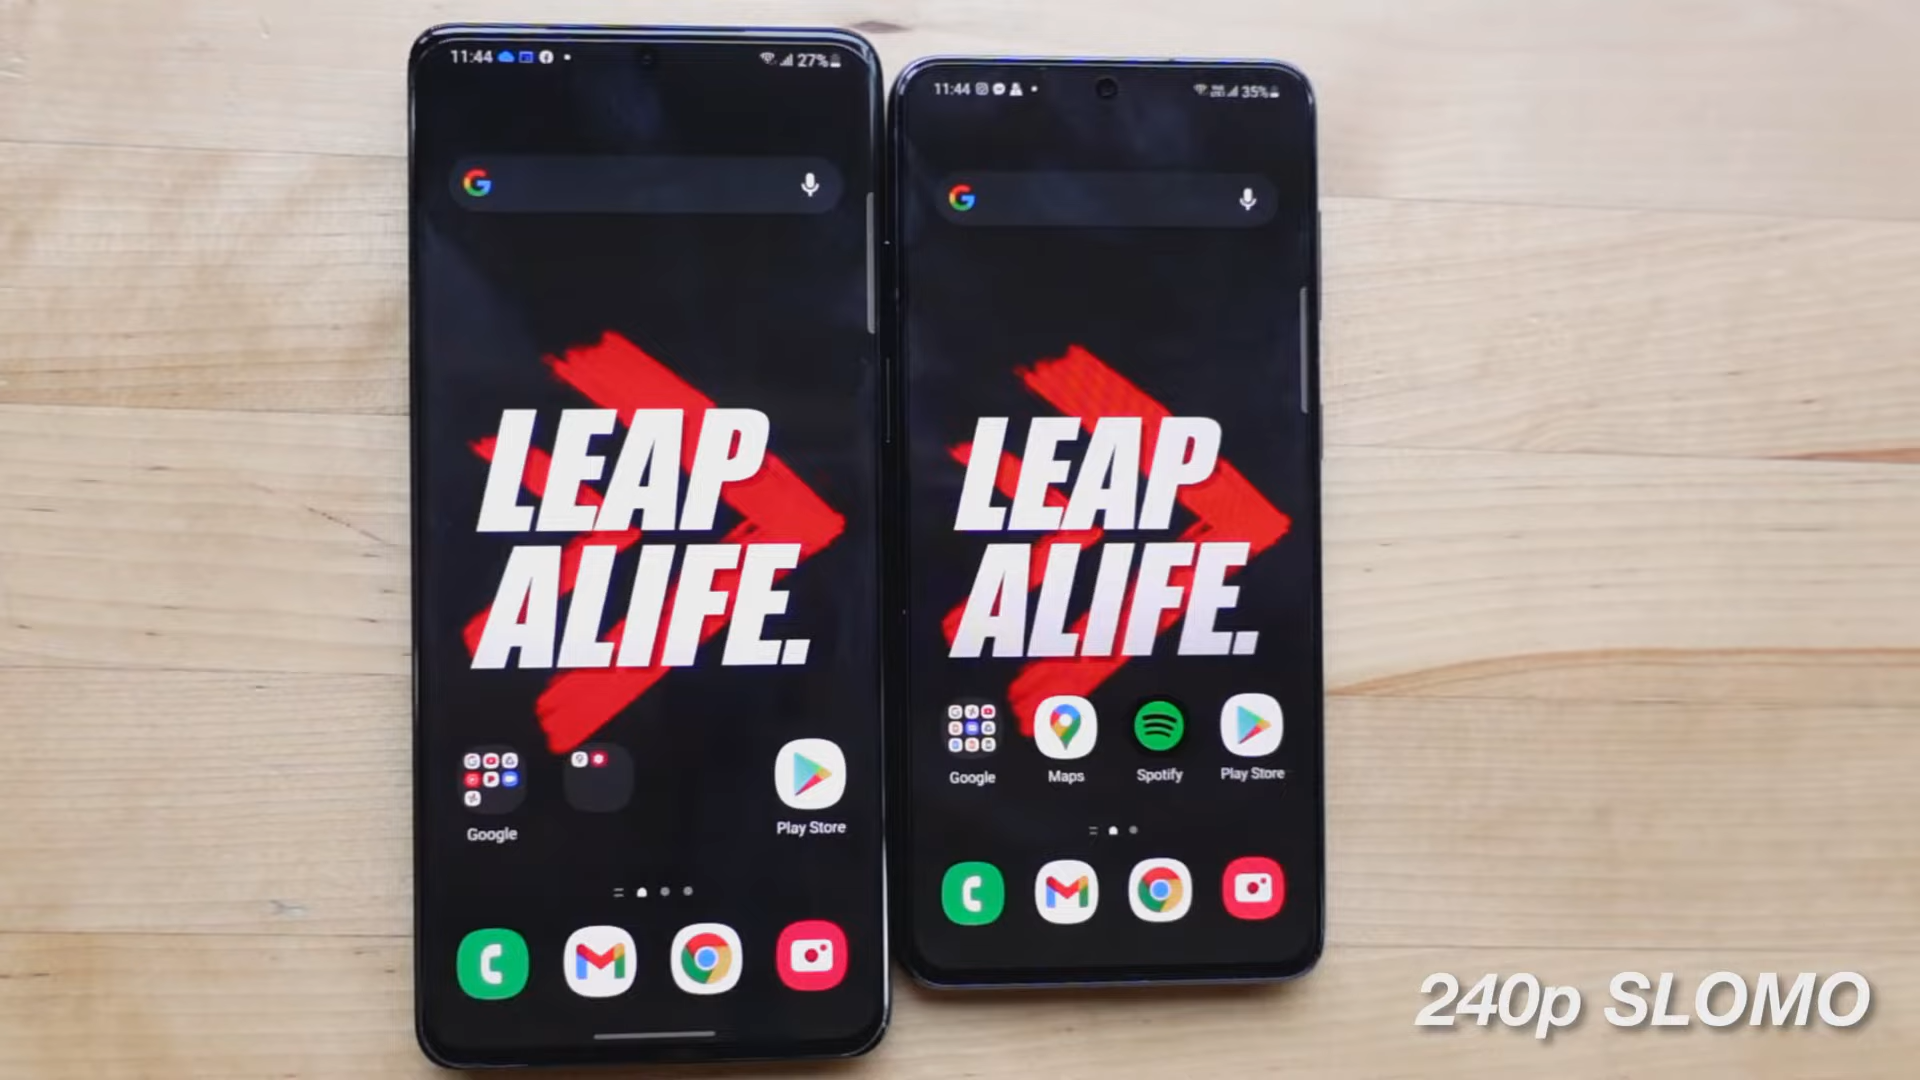 11:44
27%
LEAP
ALIFE.
Google
Play Store
11:44
35%
LEAP
ALIFE.
Google
Maps
Spotify
Play Store
240p SLOMO